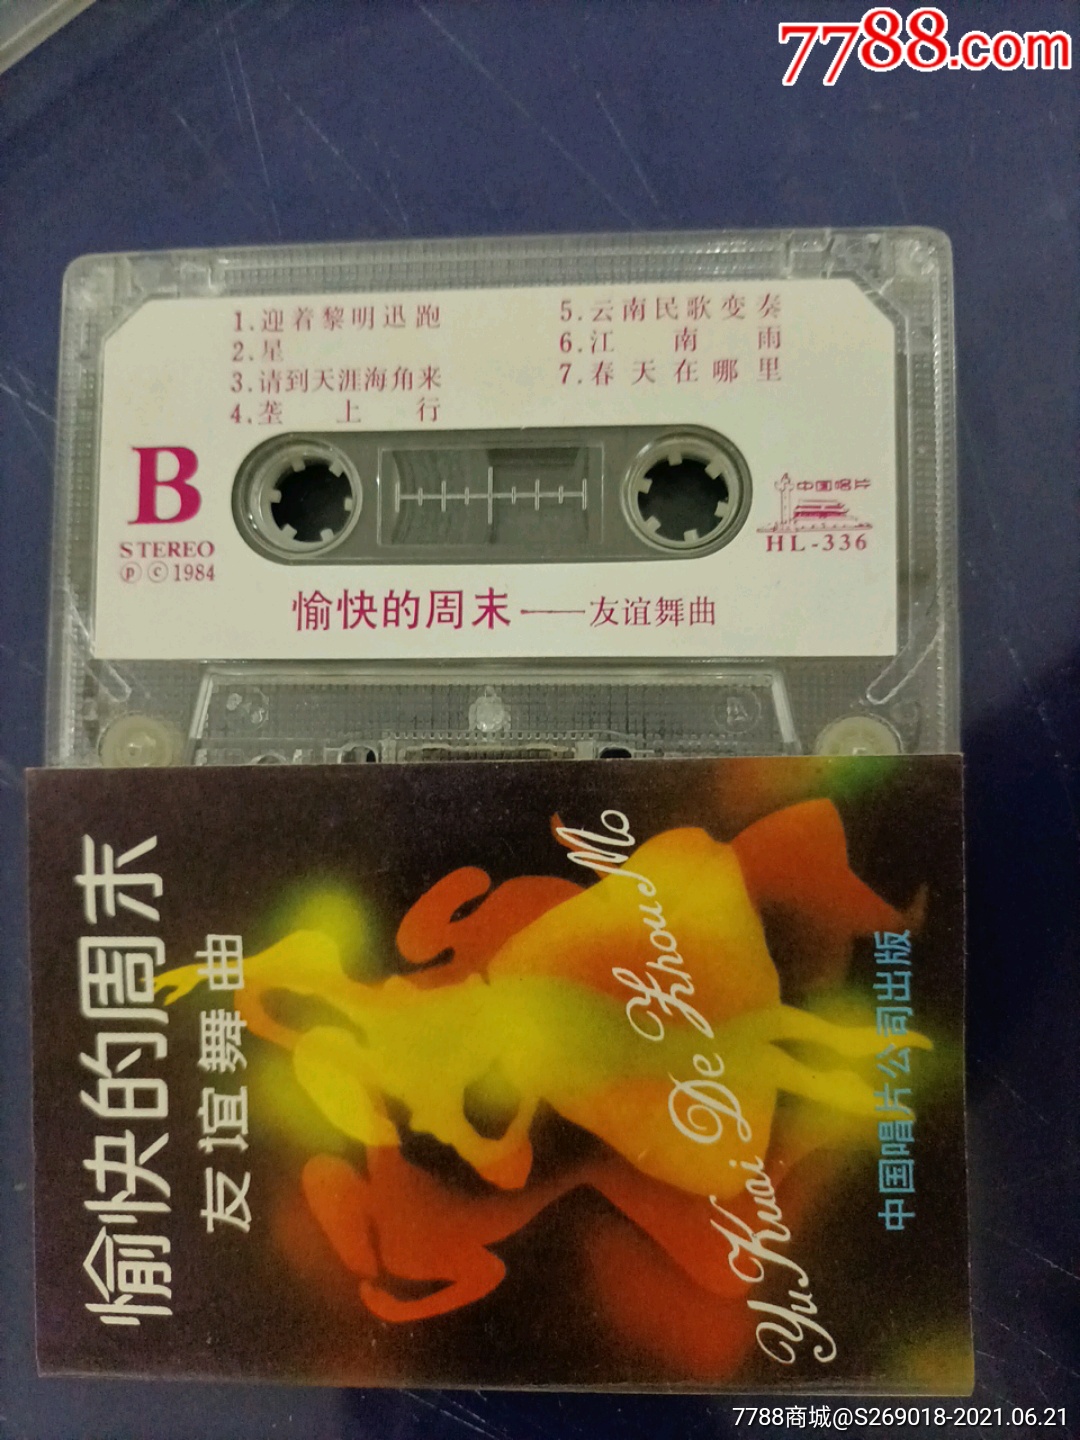 7788.com
1.迎着黎明迅跑
2.星
3.请到天涯海角来
4.垄上行
5.云南民歌变奏
6.江南雨
7.春天在哪里
B
STEREO
Ⓟ Ⓒ 1984
中国唱片
HL-336
愉快的周末——友谊舞曲
愉快的周末
友谊舞曲
Yu Kuai De Zhou Mo
中国唱片公司出版
7788商城@S269018-2021.06.21